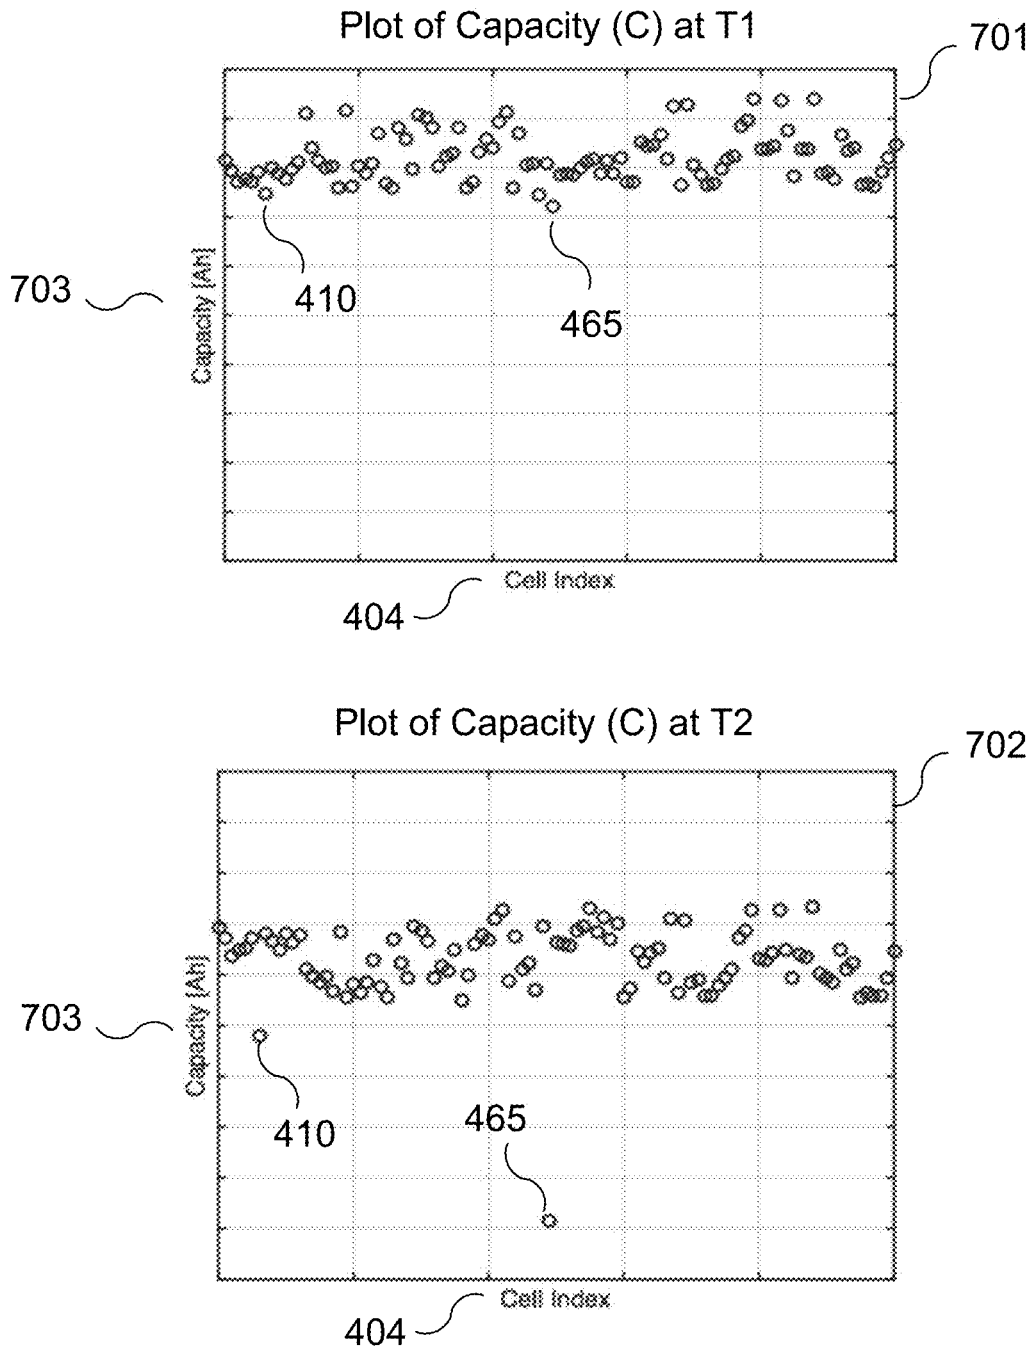 Plot of Capacity (C) at T1
701
703
Capacity [Ah]
410
465
Cell Index
404
Plot of Capacity (C) at T2
702
703
Capacity [Ah]
410
465
Cell Index
404